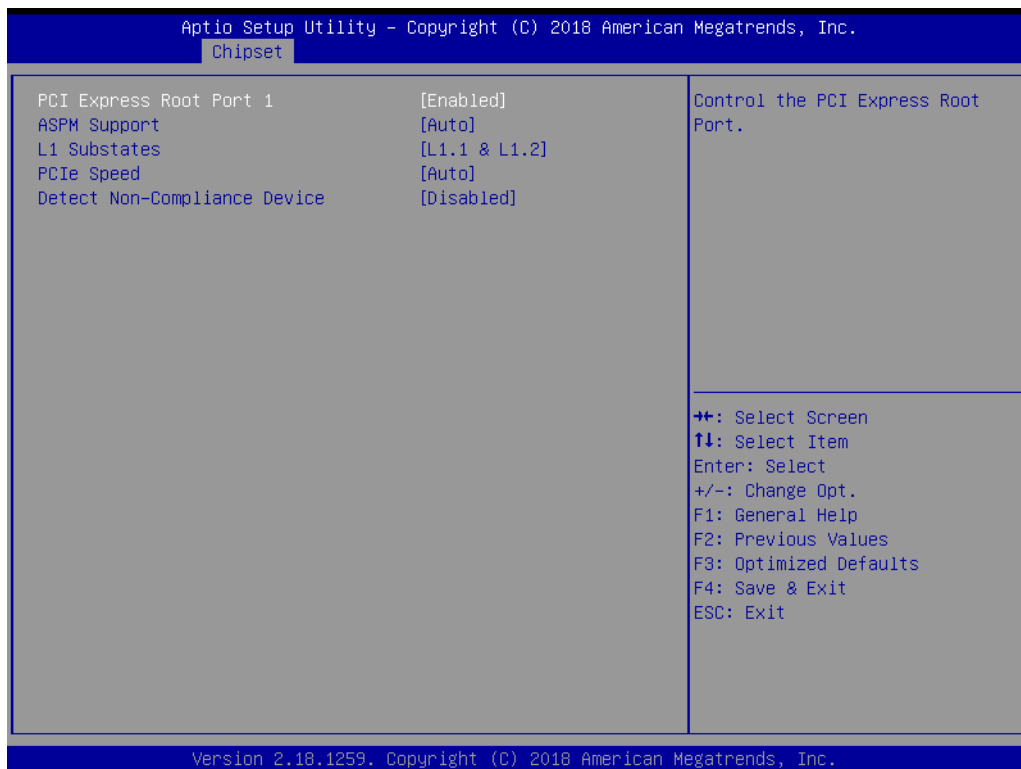 Aptio Setup Utility – Copyright (C) 2018 American Megatrends, Inc.
Chipset
PCI Express Root Port 1 [Enabled]
ASPM Support [Auto]
L1 Substates [L1.1 & L1.2]
PCIe Speed [Auto]
Detect Non-Compliance Device [Disabled]
Control the PCI Express Root
Port.
→←: Select Screen
↑↓: Select Item
Enter: Select
+/-: Change Opt.
F1: General Help
F2: Previous Values
F3: Optimized Defaults
F4: Save & Exit
ESC: Exit
Version 2.18.1259. Copyright (C) 2018 American Megatrends, Inc.